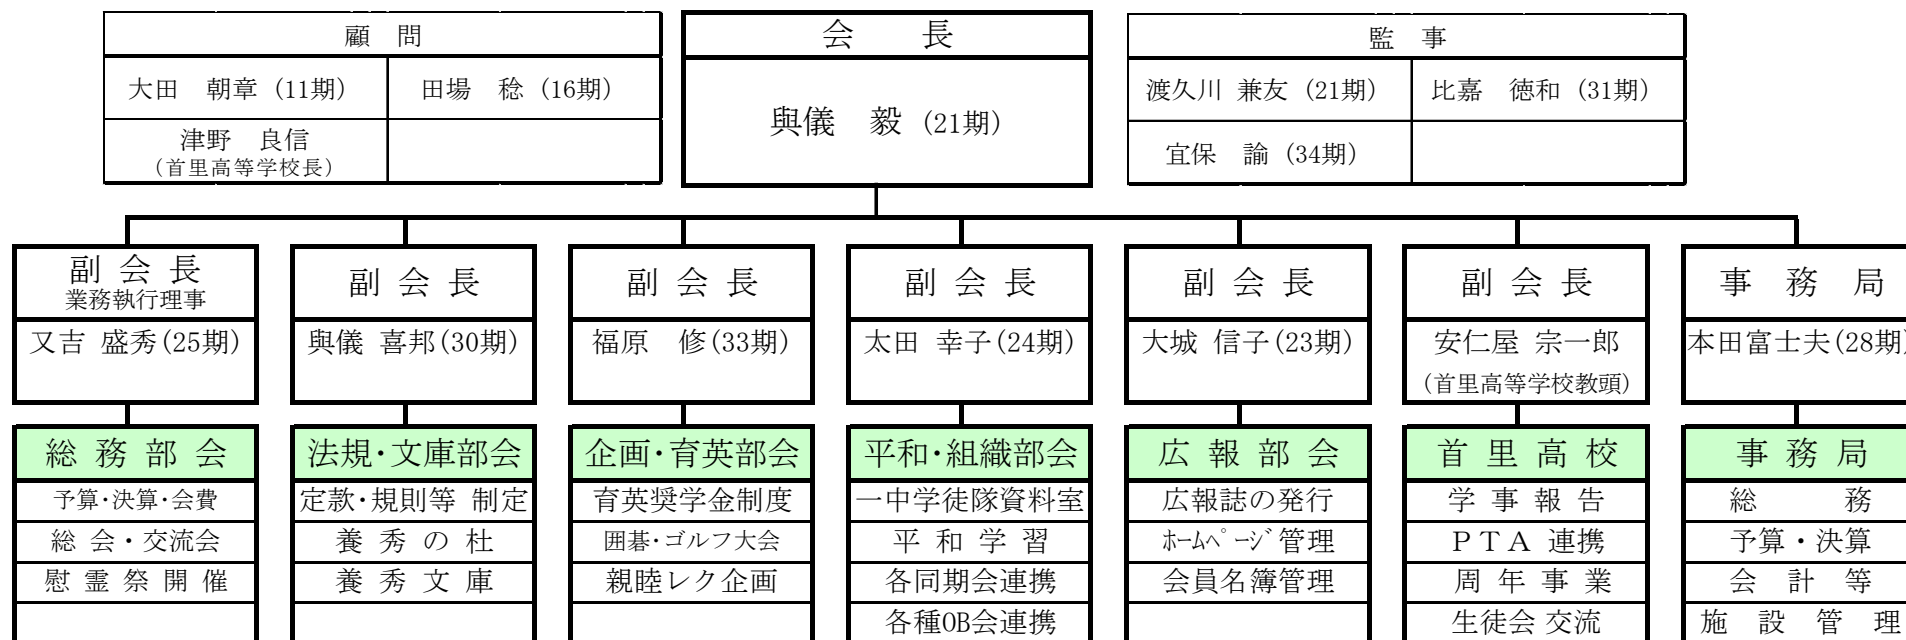 顧　問
大田　朝章 (11期)
田場　稔 (16期)
津野　良信
(首里高等学校長)
会　　長
與儀　毅 (21期)
監　事
渡久川 兼友 (21期)
比嘉　徳和 (31期)
宜保　諭 (34期)
副 会 長
業務執行理事
又吉 盛秀(25期)
副 会 長
與儀 喜邦(30期)
副 会 長
福原　修(33期)
副 会 長
太田 幸子(24期)
副 会 長
大城 信子(23期)
副 会 長
安仁屋 宗一郎
(首里高等学校教頭)
事　務　局
本田富士夫(28期)
総 務 部 会
予算・決算・会費
総 会・交流会
慰 霊 祭 開 催
法規・文庫部会
定款・規則等 制定
養 秀 の 杜
養 秀 文 庫
企画・育英部会
育英奨学金制度
囲碁・ゴルフ大会
親睦レク企画
平和・組織部会
一中学徒隊資料室
平 和 学 習
各同期会連携
各種OB会連携
広 報 部 会
広報誌の発行
ﾎｰﾑﾍﾟｰｼﾞ管理
会員名簿管理
首 里 高 校
学 事 報 告
ＰＴＡ 連携
周 年 事 業
生徒会 交流
事 務 局
総　　　務
予算・決算
会　計　等
施　設　管　理